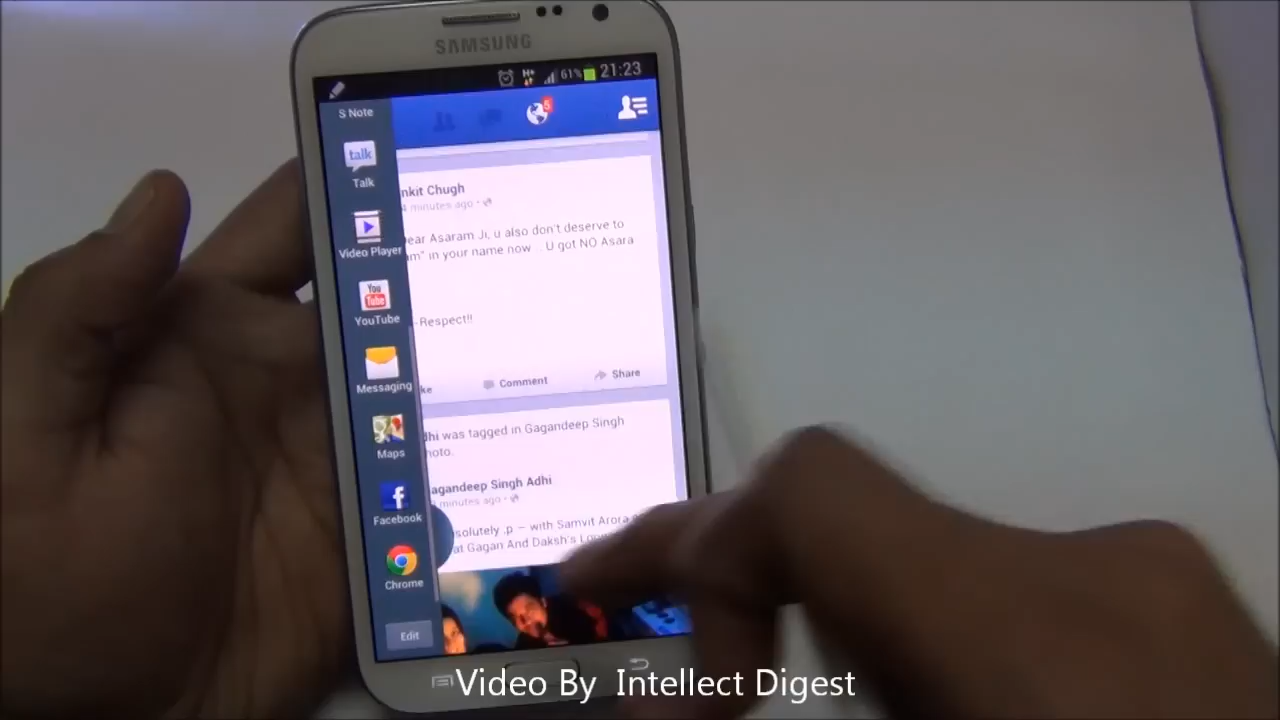 SAMSUNG
61% 21:23
S Note
5
talk
Talk
nkit Chugh
minutes ago
Video Player
ear Asaram Ji, u also don't deserve to
am" in your name now .. U got NO Asara
You
Tube
YouTube
-Respect!!
Messaging
ke Comment Share
Maps
dhi was tagged in Gagandeep Singh
hoto.
f
Facebook
agandeep Singh Adhi
minutes ago
solutely :p — with Samvit Arora
at Gagan And Daksh's
Chrome
Edit
Video By Intellect Digest